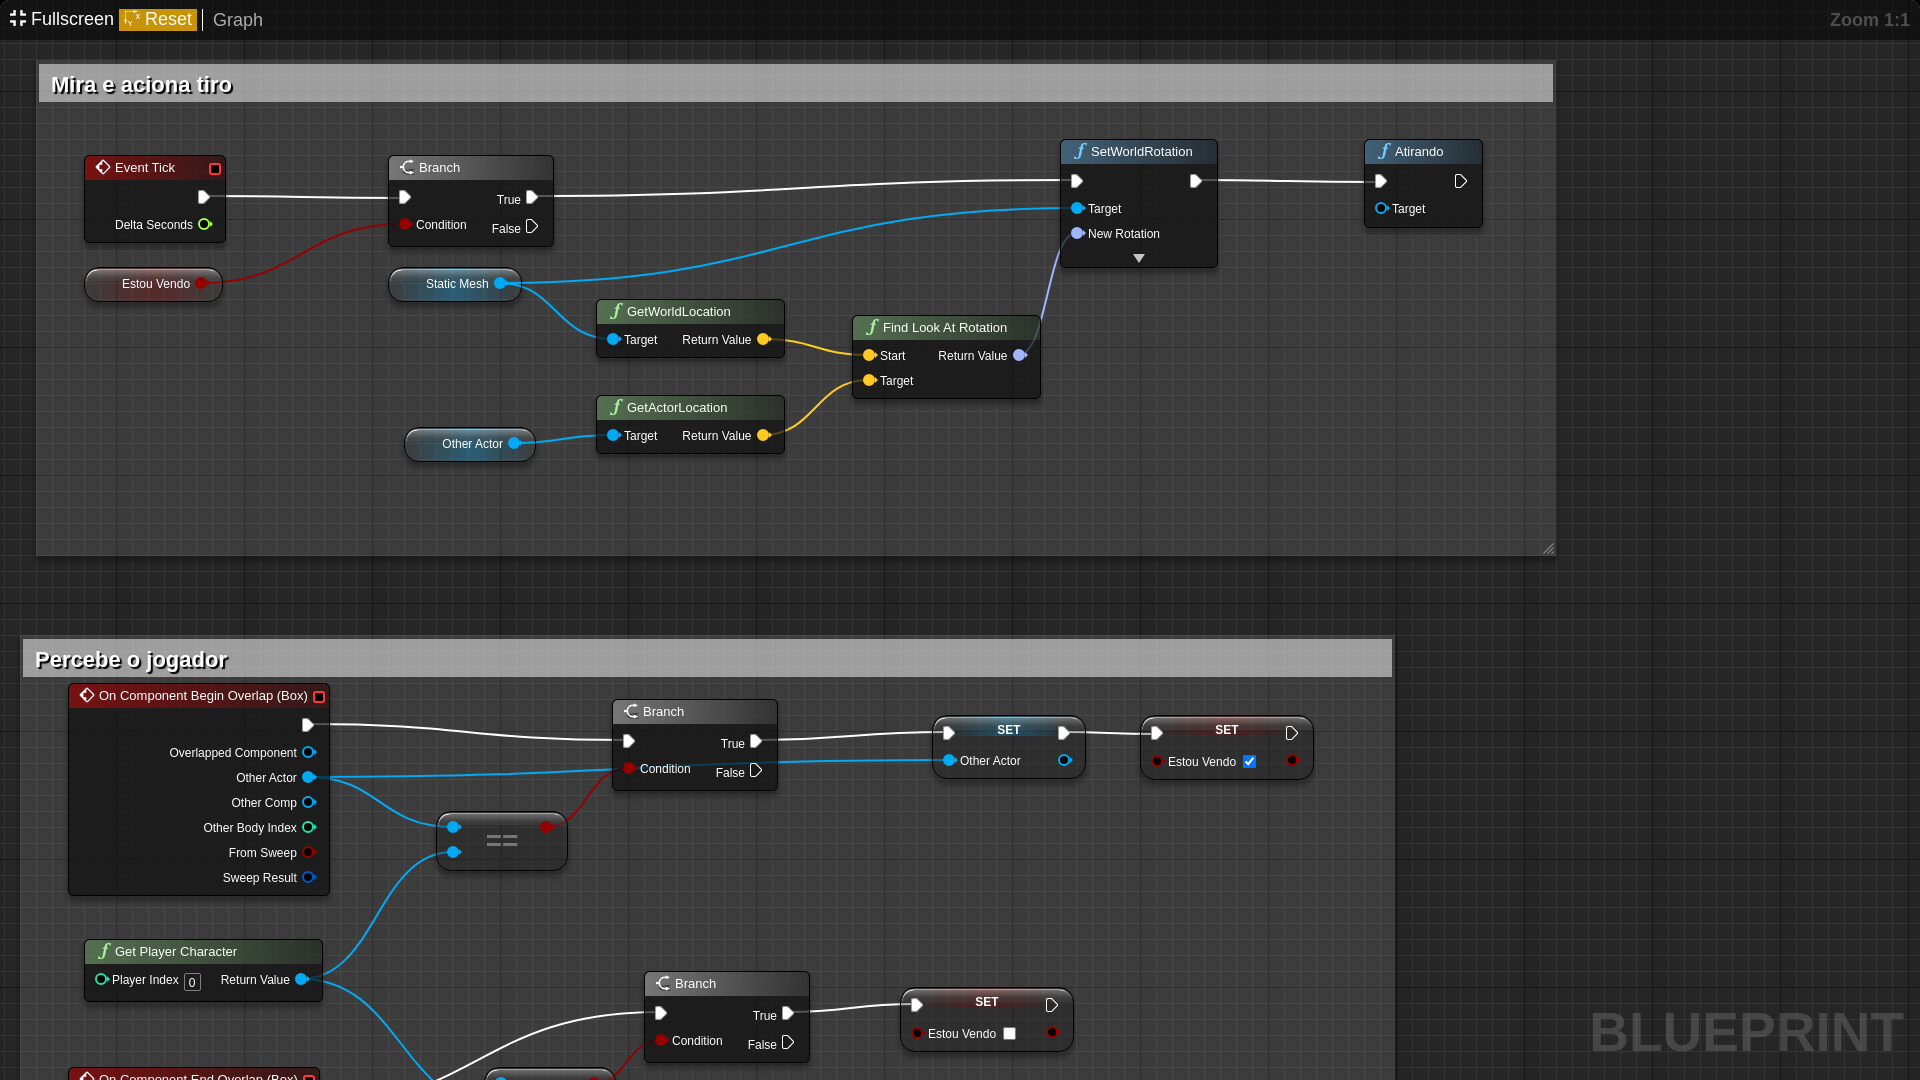 Fullscreen Reset Graph Zoom 1:1
Mira e aciona tiro
Event Tick
Delta Seconds
Estou Vendo
Branch
True
Condition
False
Static Mesh
GetWorldLocation
Target Return Value
GetActorLocation
Target Return Value
Other Actor
Find Look At Rotation
Start Return Value
Target
SetWorldRotation
Target
New Rotation
Atirando
Target
Percebe o jogador
On Component Begin Overlap (Box)
Overlapped Component
Other Actor
Other Comp
Other Body Index
From Sweep
Sweep Result
Branch
True
Condition
False
==
SET
Other Actor
SET
Estou Vendo
Get Player Character
Player Index 0 Return Value
Branch
True
Condition
False
SET
Estou Vendo
On Component End Overlap (Box)
BLUEPRINT